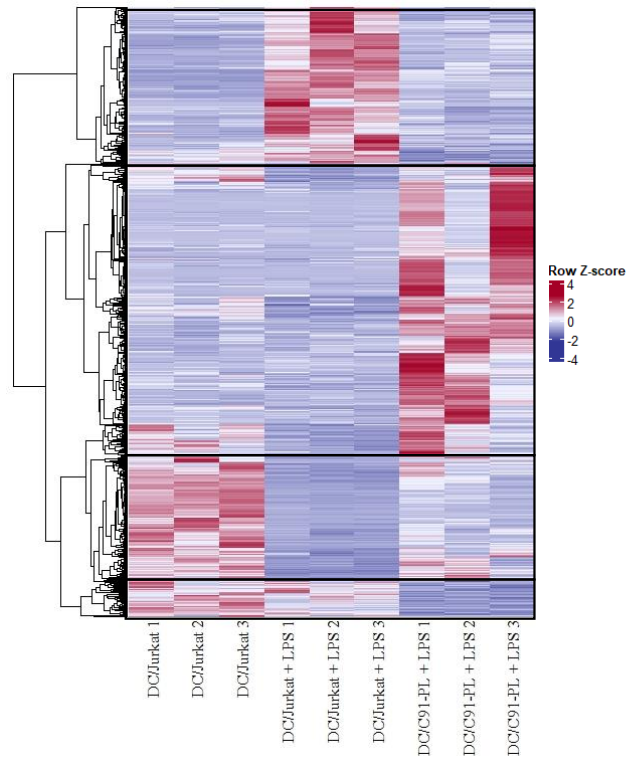 Row Z-score
4
2
0
-2
-4
DC/Jurkat 1
DC/Jurkat 2
DC/Jurkat 3
DC/Jurkat + LPS 1
DC/Jurkat + LPS 2
DC/Jurkat + LPS 3
DC/C91-PL + LPS 1
DC/C91-PL + LPS 2
DC/C91-PL + LPS 3